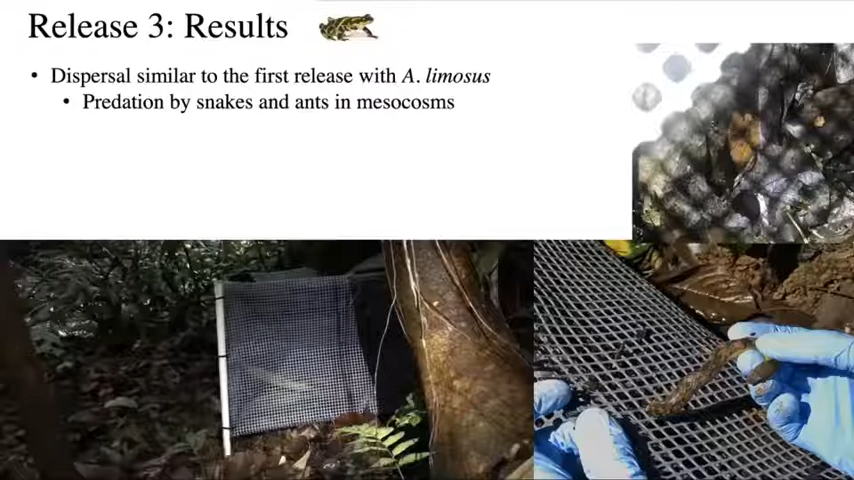 Release 3: Results
• Dispersal similar to the first release with A. limosus
• Predation by snakes and ants in mesocosms